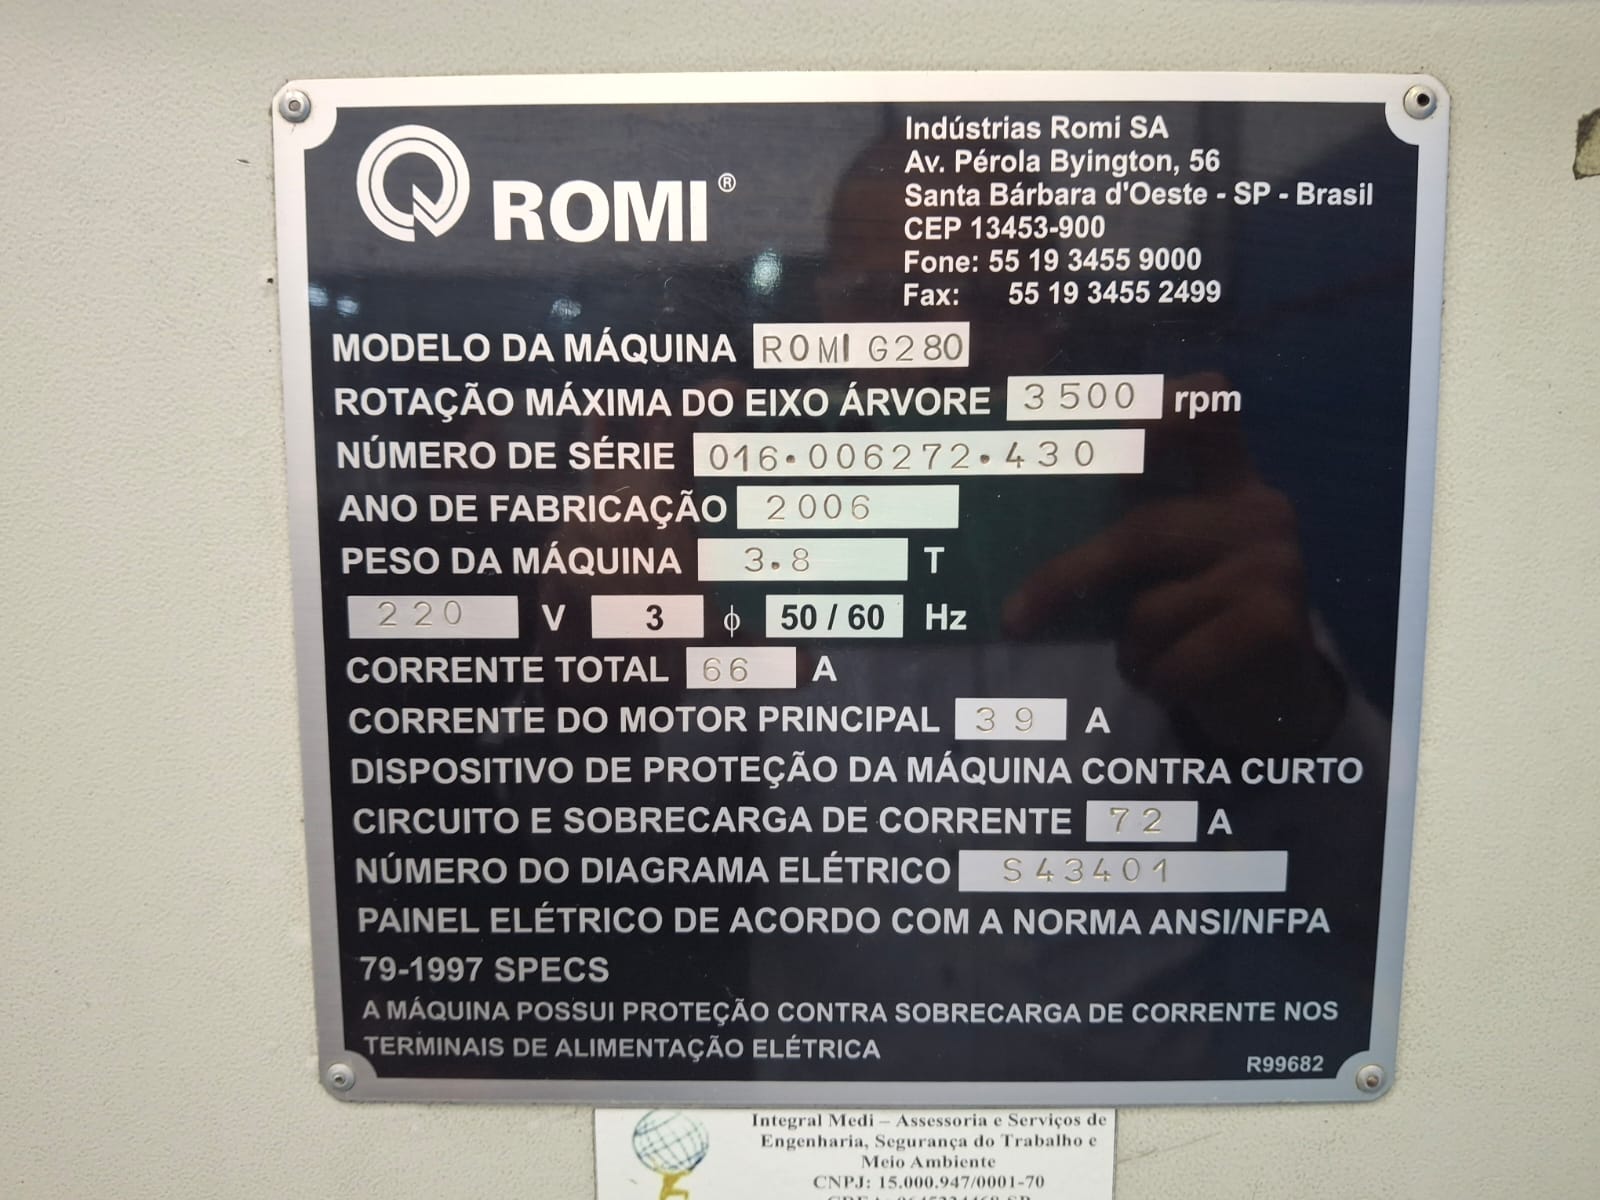 ROMI®
Indústrias Romi SA
Av. Pérola Byington, 56
Santa Bárbara d'Oeste - SP - Brasil
CEP 13453-900
Fone: 55 19 3455 9000
Fax: 55 19 3455 2499
MODELO DA MÁQUINA ROMI G280
ROTAÇÃO MÁXIMA DO EIXO ÁRVORE 3500 rpm
NÚMERO DE SÉRIE 016.006272.430
ANO DE FABRICAÇÃO 2006
PESO DA MÁQUINA 3.8 T
220 V 3 ϕ 50 / 60 Hz
CORRENTE TOTAL 66 A
CORRENTE DO MOTOR PRINCIPAL 39 A
DISPOSITIVO DE PROTEÇÃO DA MÁQUINA CONTRA CURTO
CIRCUITO E SOBRECARGA DE CORRENTE 72 A
NÚMERO DO DIAGRAMA ELÉTRICO S43401
PAINEL ELÉTRICO DE ACORDO COM A NORMA ANSI/NFPA
79-1997 SPECS
A MÁQUINA POSSUI PROTEÇÃO CONTRA SOBRECARGA DE CORRENTE NOS
TERMINAIS DE ALIMENTAÇÃO ELÉTRICA
R99682
Integral Medi – Assessoria e Serviços de
Engenharia, Segurança do Trabalho e
Meio Ambiente
CNPJ: 15.000.947/0001-70